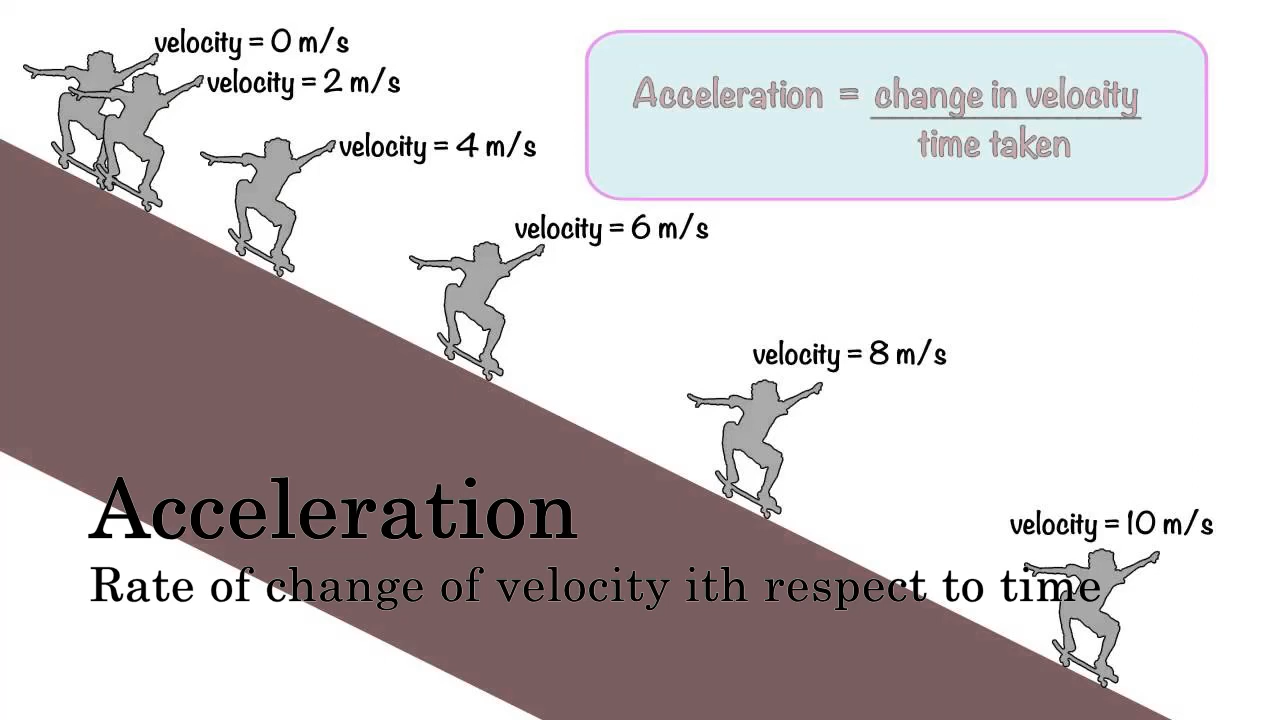 velocity = 0 m/s
velocity = 2 m/s
velocity = 4 m/s
Acceleration = change in velocity
time taken
velocity = 6 m/s
velocity = 8 m/s
velocity = 10 m/s
Acceleration
Rate of change of velocity ith respect to time